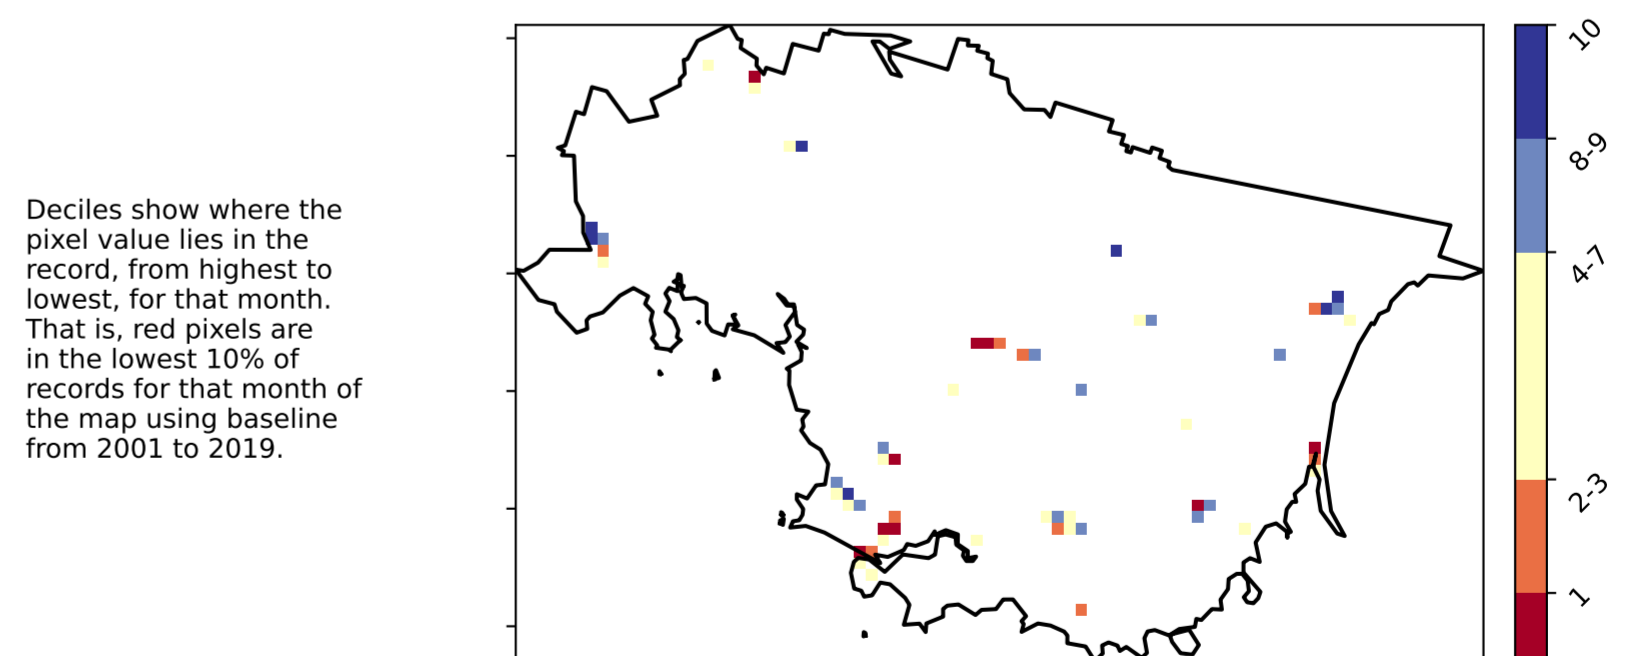 Deciles show where the
pixel value lies in the
record, from highest to
lowest, for that month.
That is, red pixels are
in the lowest 10% of
records for that month of
the map using baseline
from 2001 to 2019.
10
8-9
4-7
2-3
1